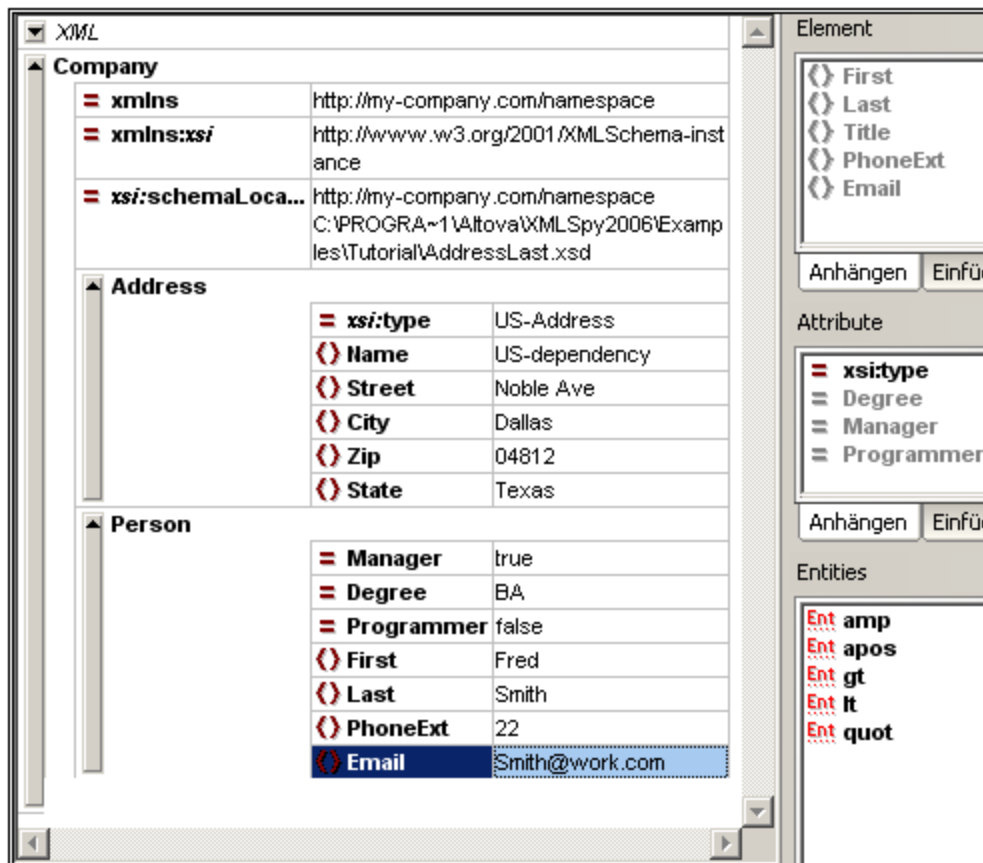 XML
Company
= xmlns http://my-company.com/namespace
= xmlns:xsi http://www.w3.org/2001/XMLSchema-inst
ance
= xsi:schemaLoca... http://my-company.com/namespace
C:\PROGRA~1\Altova\XMLSpy2006\Examp
les\Tutorial\AddressLast.xsd
Address
= xsi:type US-Address
() Name US-dependency
() Street Noble Ave
() City Dallas
() Zip 04812
() State Texas
Person
= Manager true
= Degree BA
= Programmer false
() First Fred
() Last Smith
() PhoneExt 22
() Email Smith@work.com
Element
() First
() Last
() Title
() PhoneExt
() Email
Anhängen Einfü
Attribute
= xsi:type
= Degree
= Manager
= Programmer
Anhängen Einfü
Entities
Ent amp
Ent apos
Ent gt
Ent lt
Ent quot